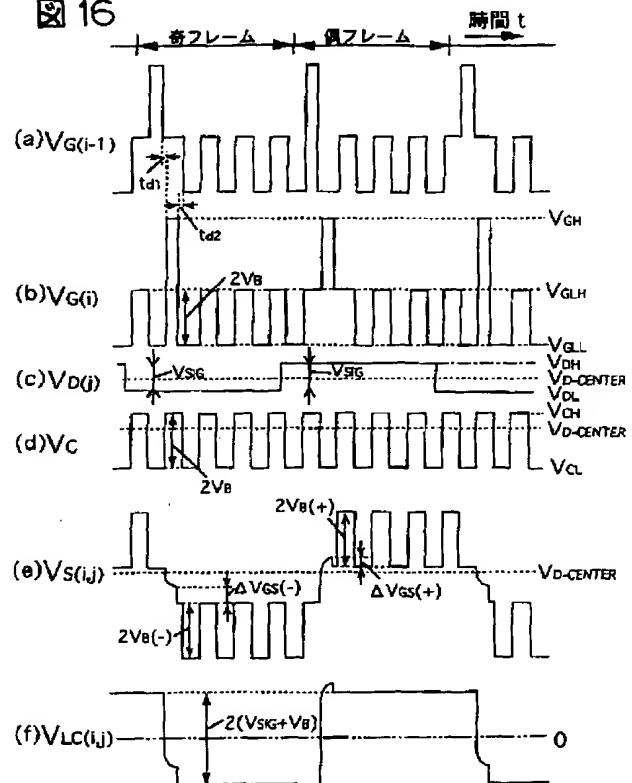 図 16
時間 t
奇フレーム
偶フレーム
(a)VG(i-1)
td1
td2
VGH
(b)VG(i)
2VB
VGLH
VGLL
(c)VD(j)
VSIG
VSIG
VDH
VD-CENTER
VDL
VCH
VD-CENTER
(d)VC
2VB
VCL
2VB(+)
(e)VS(i,j)
VD-CENTER
ΔVGS(-)
ΔVGS(+)
2VB(-)
(f)VLC(i,j)
2(VSIG+VB)
0